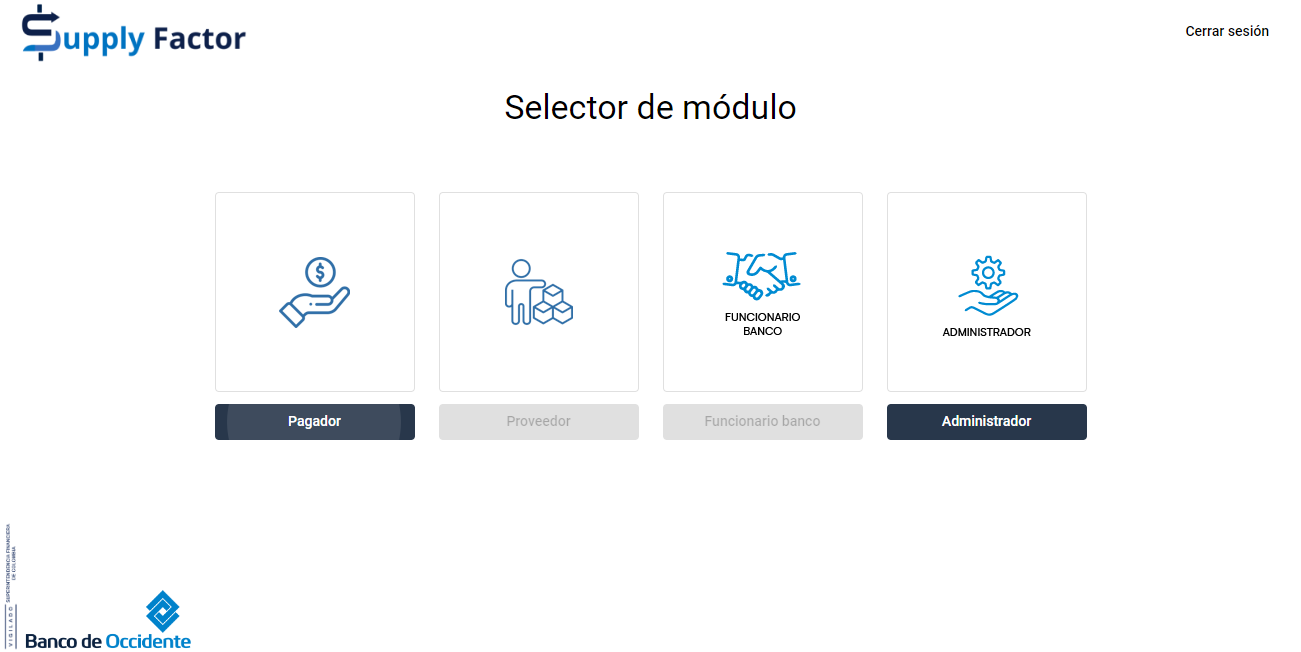 Supply Factor
Cerrar sesión
Selector de módulo
$
FUNCIONARIO
BANCO
ADMINISTRADOR
Pagador
Proveedor
Funcionario banco
Administrador
VIGILADO SUPERINTENDENCIA FINANCIERA
DE COLOMBIA
Banco de Occidente